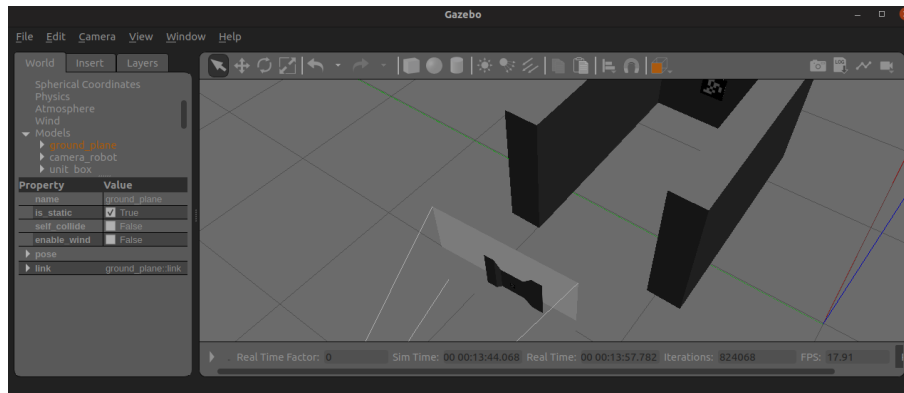 Gazebo
File Edit Camera View Window Help
World Insert Layers
Spherical Coordinates
Physics
Atmosphere
Wind
Models
ground_plane
camera_robot
unit_box
Property Value
name ground_plane
is_static True
self_collide False
enable_wind False
pose
link ground_plane::link
Real Time Factor: 0 Sim Time: 00 00:13:44.068 Real Time: 00 00:13:57.782 Iterations: 824068 FPS: 17.91